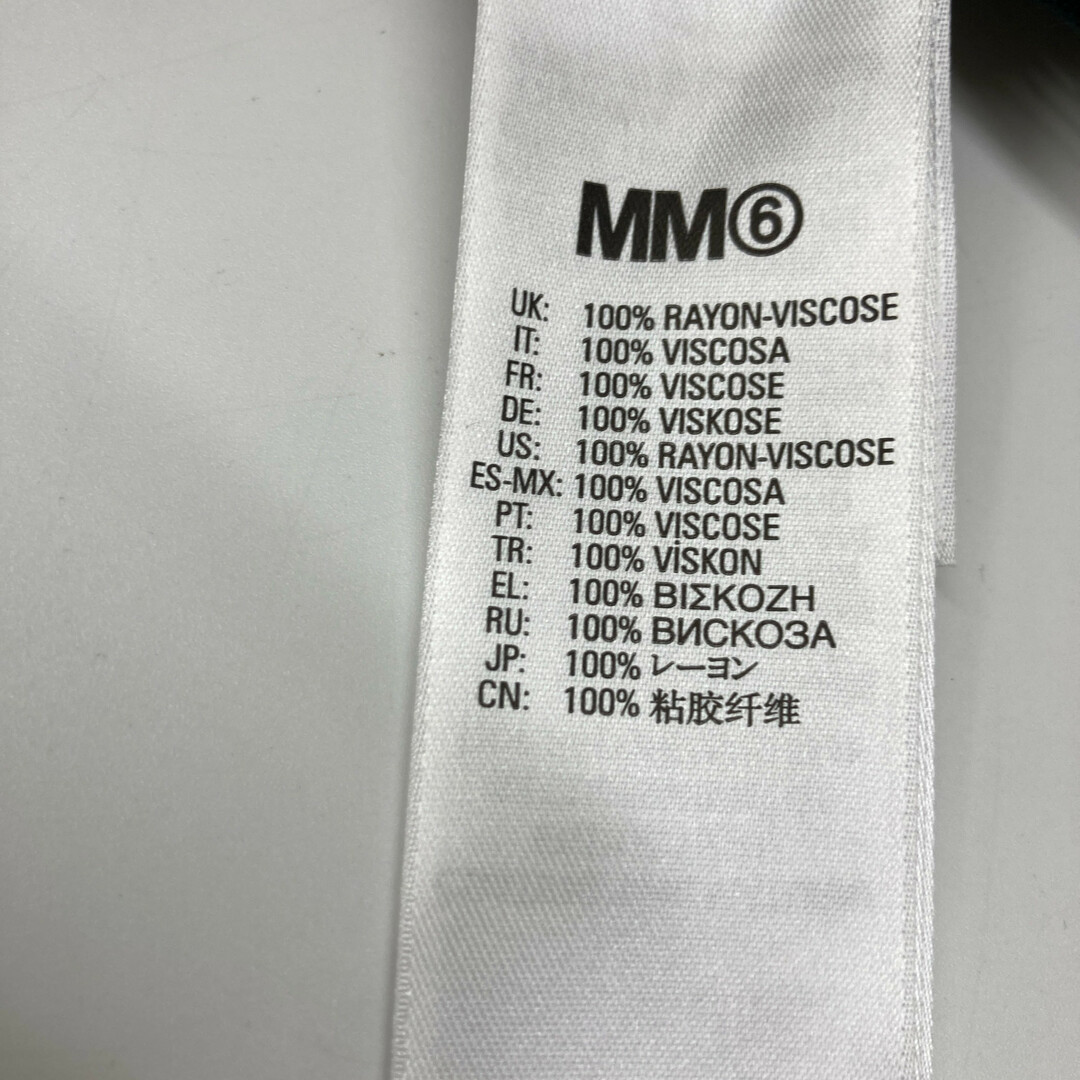 MM⑥
UK: 100% RAYON-VISCOSE
IT: 100% VISCOSA
FR: 100% VISCOSE
DE: 100% VISKOSE
US: 100% RAYON-VISCOSE
ES-MX: 100% VISCOSA
PT: 100% VISCOSE
TR: 100% VİSKON
EL: 100% ΒΙΣΚΟΖΗ
RU: 100% ВИСКОЗА
JP: 100% レーヨン
CN: 100% 粘胶纤维